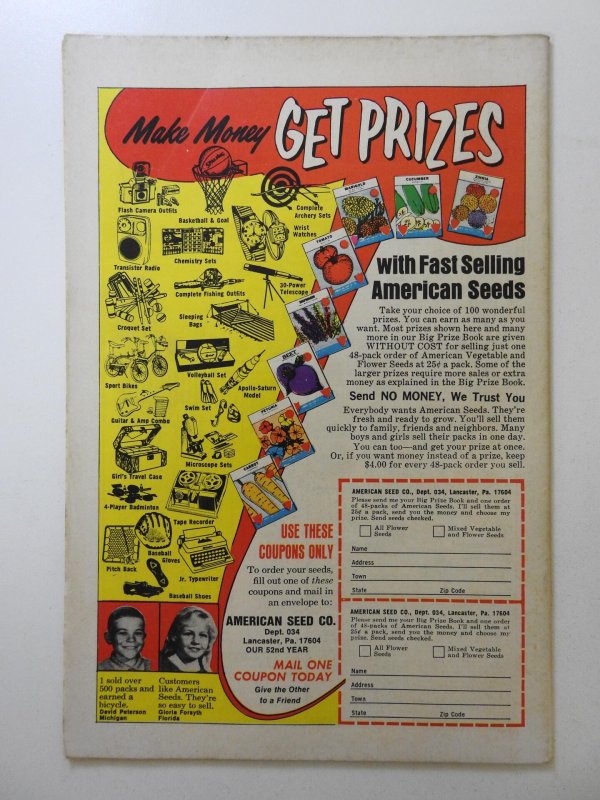 Make Money GET PRIZES
Flash Camera Outfits
Basketball & Goal
Complete
Archery Sets
Wrist
Watches
Transistor Radio
Chemistry Sets
Complete Fishing Outfits
30-Power
Telescope
Croquet Set
Sleeping
Bags
Volleyball Set
Sport Bikes
Apollo-Saturn
Model
Swim Set
Guitar & Amp Combo
Microscope Sets
Girl's Travel Case
4-Player Badminton
Tape Recorder
Baseball
Gloves
Pitch Back
Jr. Typewriter
Baseball Shoes
MARIGOLD
CUCUMBER
ZINNIA
TOMATO
BEET
PETUNIA
CARROT
with Fast Selling
American Seeds
Take your choice of 100 wonderful
prizes. You can earn as many as you
want. Most prizes shown here and many
more in our Big Prize Book are given
WITHOUT COST for selling just one
48-pack order of American Vegetable and
Flower Seeds at 25¢ a pack. Some of the
larger prizes require more sales or extra
money as explained in the Big Prize Book.
Send NO MONEY, We Trust You
Everybody wants American Seeds. They're
fresh and ready to grow. You'll sell them
quickly to family, friends and neighbors. Many
boys and girls sell their packs in one day.
You can too—and get your prize at once.
Or, if you want money instead of a prize, keep
$4.00 for every 48-pack order you sell.
USE THESE
COUPONS ONLY
To order your seeds,
fill out one of these
coupons and mail in
an envelope to:
AMERICAN SEED CO.
Dept. 034
Lancaster, Pa. 17604
OUR 52nd YEAR
MAIL ONE
COUPON TODAY
Give the Other
to a Friend
AMERICAN SEED CO., Dept. 034, Lancaster, Pa. 17604
Please send me your Big Prize Book and one order
of 48-packs of American Seeds. I'll sell them at
25¢ a pack, send you the money and choose my
prize. Send seeds checked.
All Flower
Seeds
Mixed Vegetable
and Flower Seeds
Name
Address
Town
State Zip Code
AMERICAN SEED CO., Dept. 034, Lancaster, Pa. 17604
Please send me your Big Prize Book and one order
of 48-packs of American Seeds. I'll sell them at
25¢ a pack, send you the money and choose my
prize. Send seeds checked.
All Flower
Seeds
Mixed Vegetable
and Flower Seeds
Name
Address
Town
State Zip Code
1 sold over
500 packs and
earned a
bicycle.
David Peterson
Michigan
Customers
like American
Seeds. They're
so easy to sell.
Gloria Forsyth
Florida